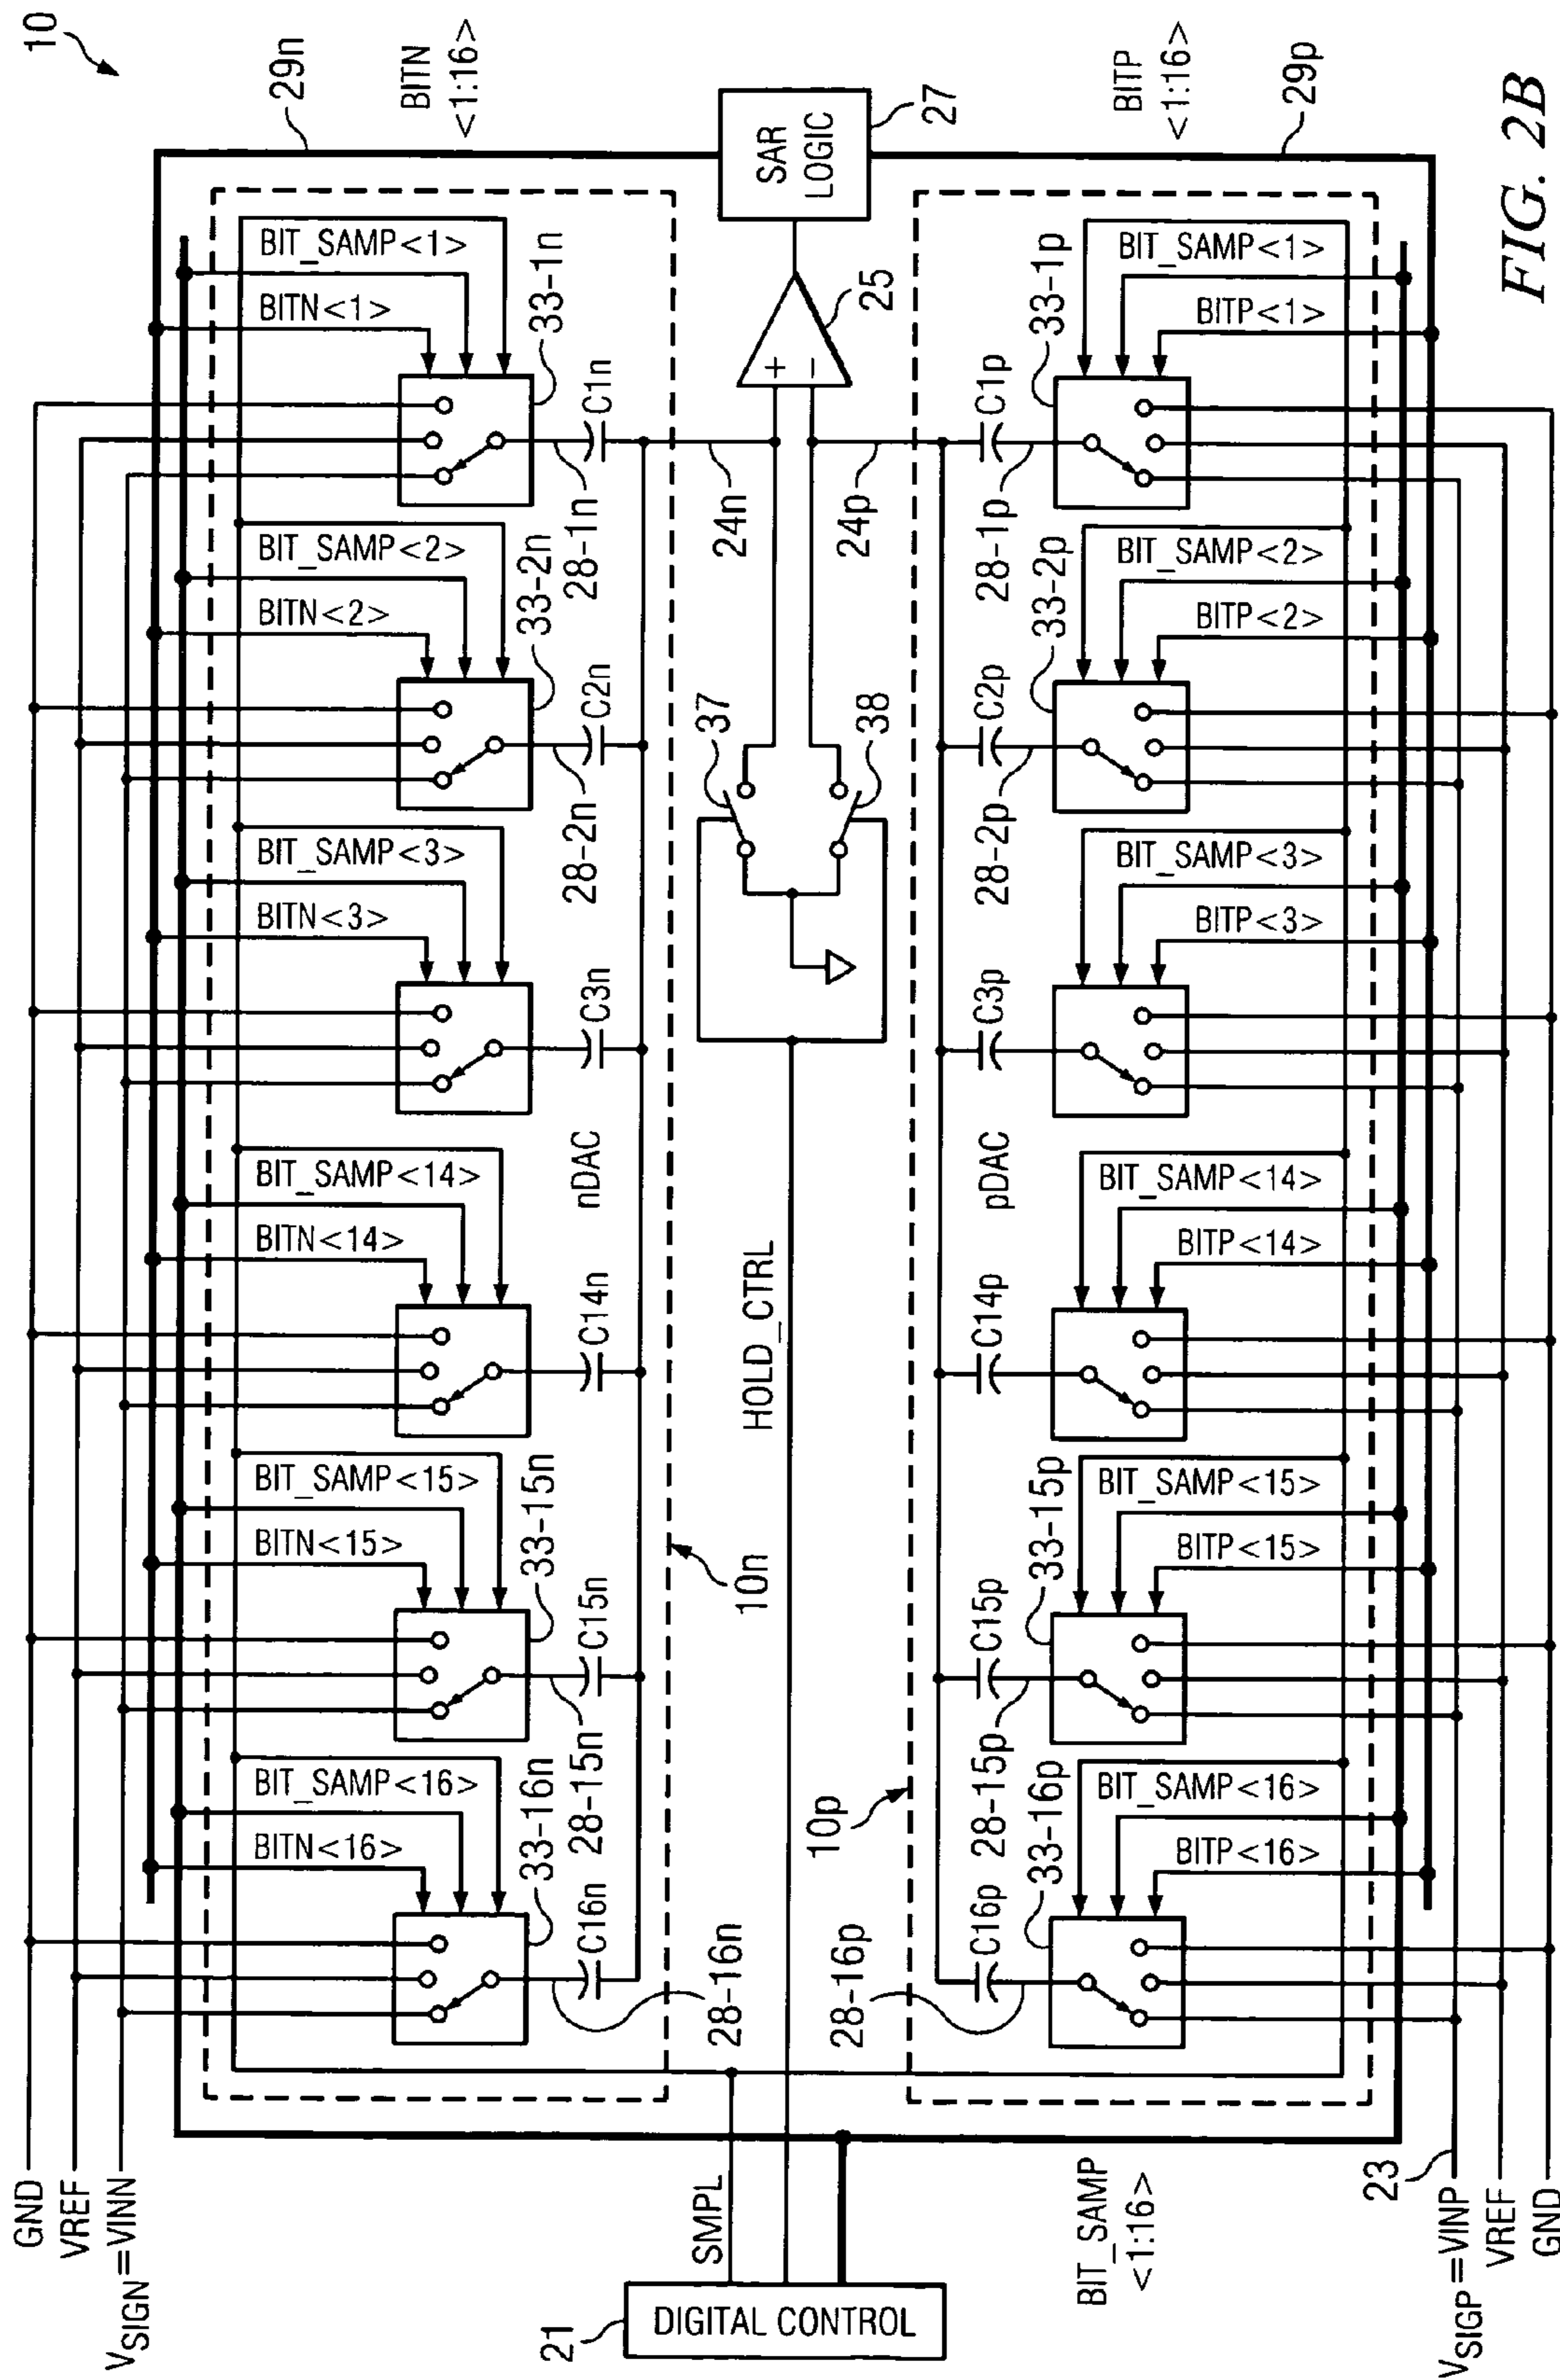 10
GND
VREF
VSIGN=VINN
29n
BITN
<1:16>
BIT_SAMP<16>
BITN<16>
BIT_SAMP<15>
BITN<15>
BIT_SAMP<14>
BITN<14>
BIT_SAMP<3>
BITN<3>
BIT_SAMP<2>
BITN<2>
BIT_SAMP<1>
BITN<1>
33-16n
33-15n
33-2n
33-1n
C16n
C15n
C14n
C3n
C2n
C1n
28-16n
28-15n
nDAC
28-2n
28-1n
10n
24n
SMPL
21
DIGITAL CONTROL
HOLD_CTRL
37
38
+
−
25
SAR
LOGIC
27
24p
10p
28-16p
28-15p
pDAC
28-2p
28-1p
C16p
C15p
C14p
C3p
C2p
C1p
33-16p
33-15p
33-2p
33-1p
BIT_SAMP<16>
BITP<16>
BIT_SAMP<15>
BITP<15>
BIT_SAMP<14>
BITP<14>
BIT_SAMP<3>
BITP<3>
BIT_SAMP<2>
BITP<2>
BIT_SAMP<1>
BITP<1>
BIT_SAMP
<1:16>
BITP
<1:16>
29p
23
VSIGP=VINP
VREF
GND
FIG. 2B